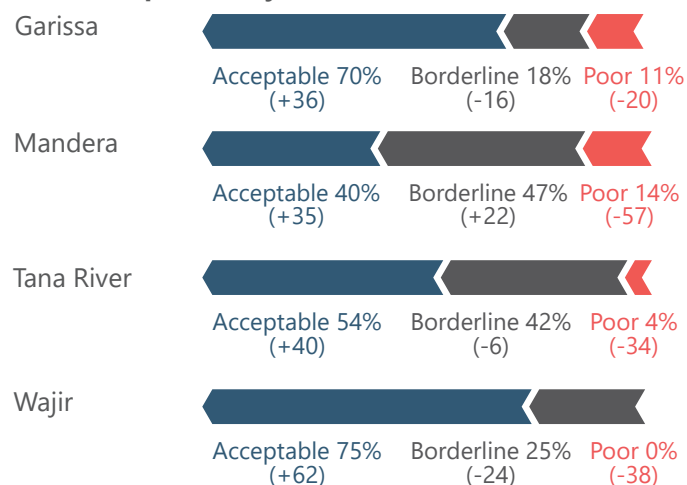 Garissa
Acceptable 70% Borderline 18% Poor 11%
(+36) (-16) (-20)
Mandera
Acceptable 40% Borderline 47% Poor 14%
(+35) (+22) (-57)
Tana River
Acceptable 54% Borderline 42% Poor 4%
(+40) (-6) (-34)
Wajir
Acceptable 75% Borderline 25% Poor 0%
(+62) (-24) (-38)